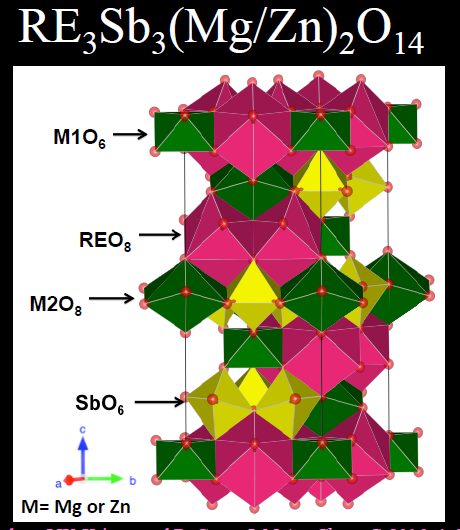 RE₃Sb₃(Mg/Zn)₂O₁₄
M1O₆
REO₈
M2O₈
SbO₆
c
a b
M= Mg or Zn